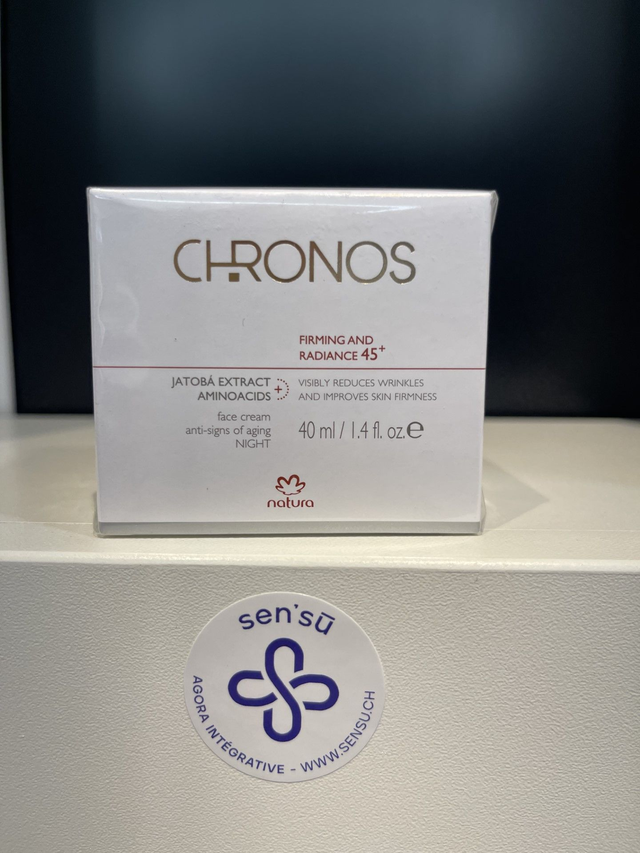 CHRONOS
FIRMING AND
RADIANCE 45+
JATOBÁ EXTRACT +
AMINOACIDS
VISIBLY REDUCES WRINKLES
AND IMPROVES SKIN FIRMNESS
face cream
anti-signs of aging
NIGHT
40 ml / 1.4 fl. oz.℮
natura
sen'sū
AGORA INTÉGRATIVE - WWW.SENSU.CH